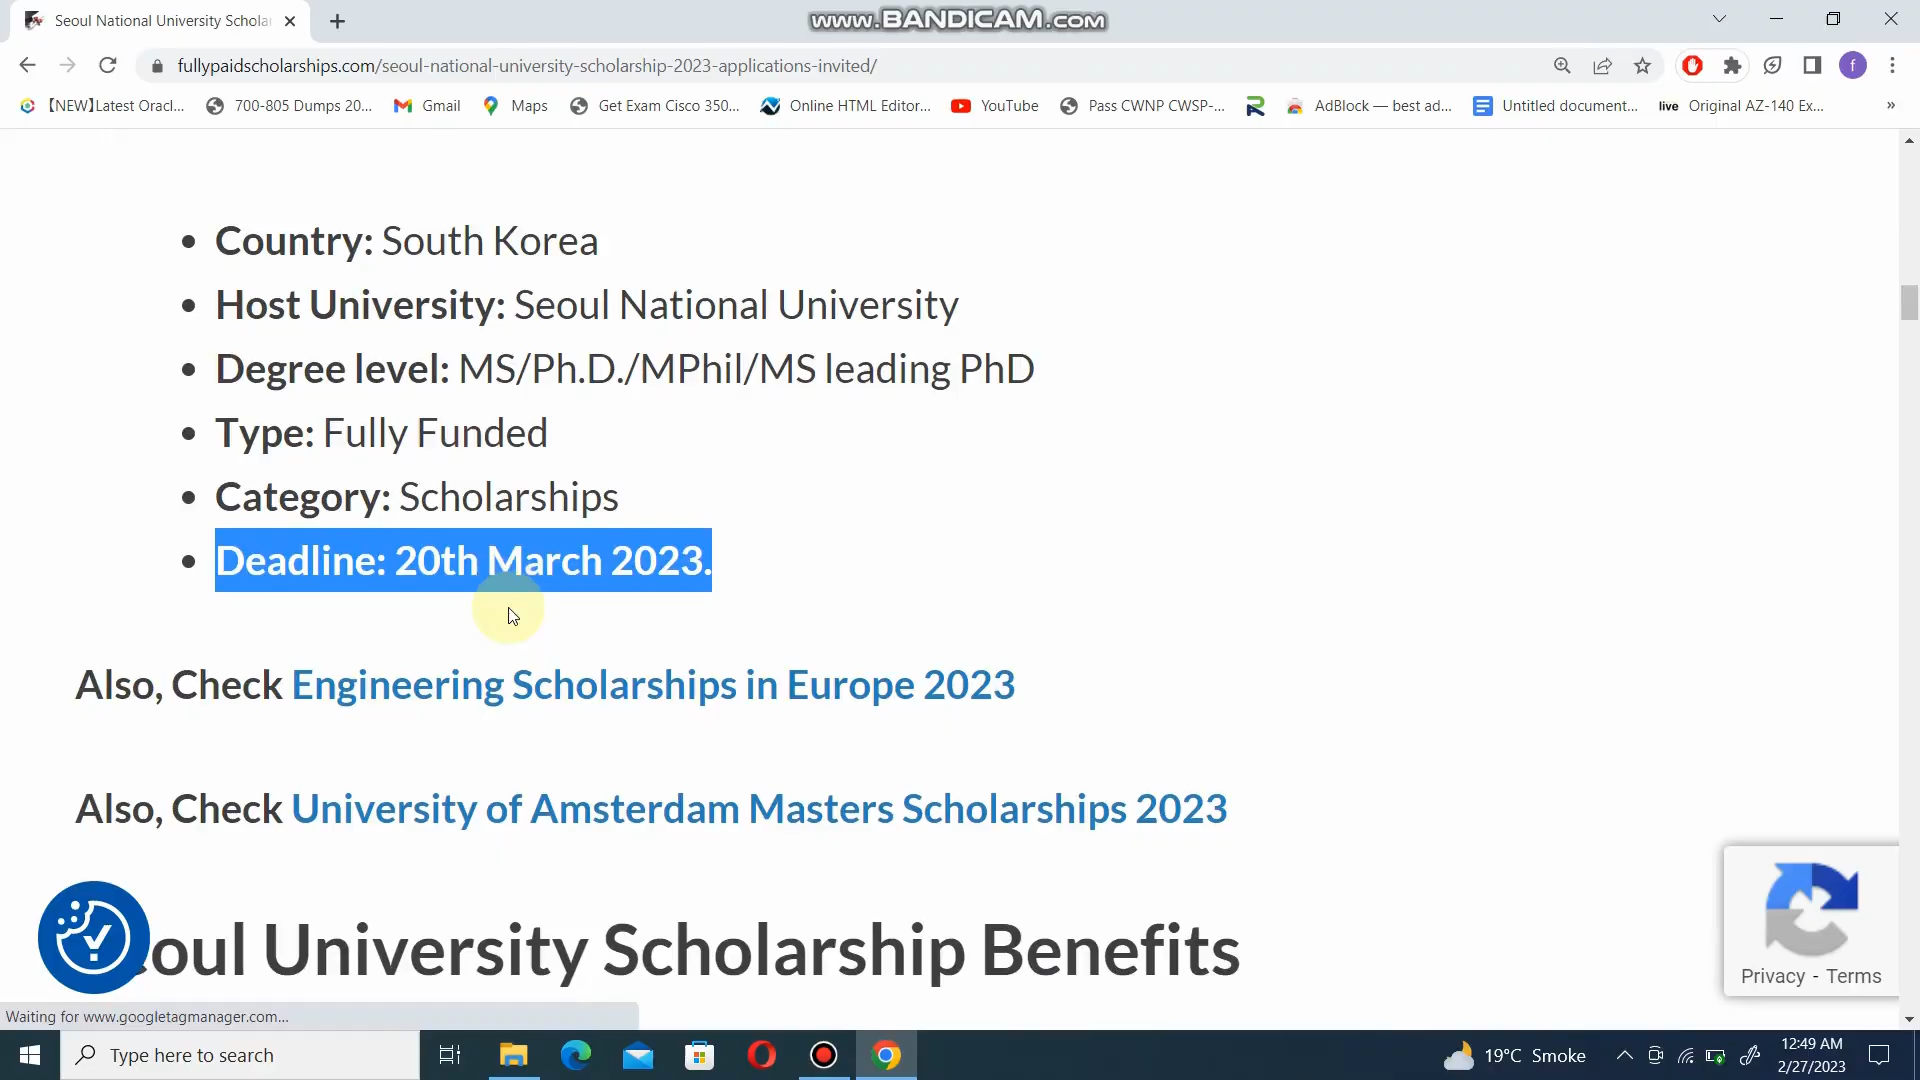 Seoul National University Schola
www.BANDICAM.com
fullypaidscholarships.com/seoul-national-university-scholarship-2023-applications-invited/
f
【NEW】Latest Oracl...
700-805 Dumps 20...
Gmail
Maps
Get Exam Cisco 350...
Online HTML Editor...
YouTube
Pass CWNP CWSP-...
AdBlock — best ad...
Untitled document...
live
Original AZ-140 Ex...
»
• Country: South Korea
• Host University: Seoul National University
• Degree level: MS/Ph.D./MPhil/MS leading PhD
• Type: Fully Funded
• Category: Scholarships
• Deadline: 20th March 2023.
Also, Check Engineering Scholarships in Europe 2023
Also, Check University of Amsterdam Masters Scholarships 2023
oul University Scholarship Benefits
Privacy - Terms
Waiting for www.googletagmanager.com...
Type here to search
19°C Smoke
12:49 AM
2/27/2023